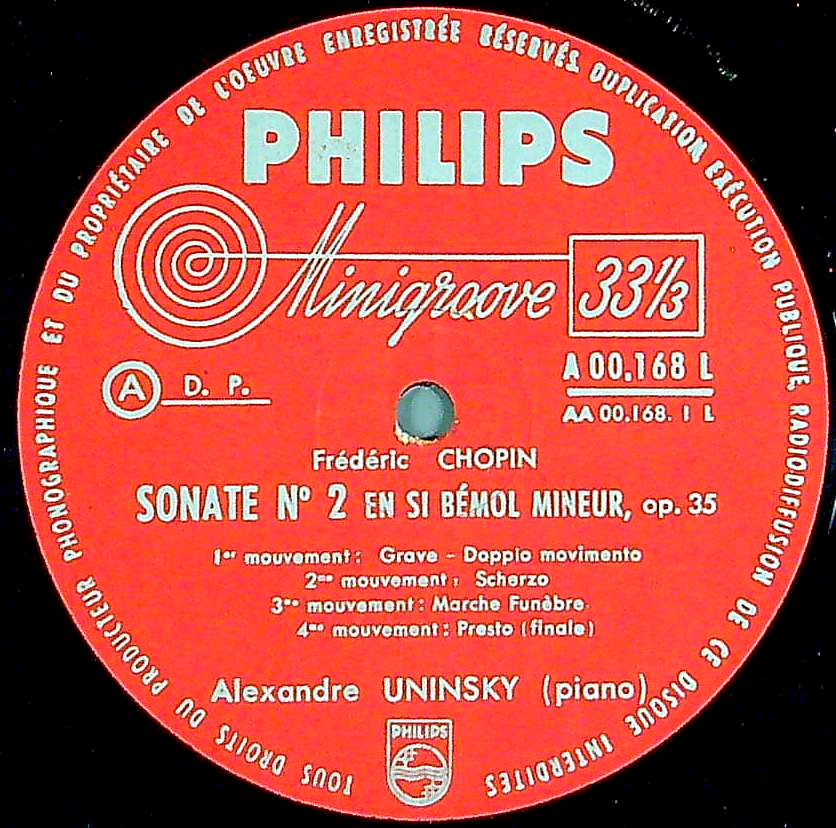 TOUS DROITS DU PRODUCTEUR PHONOGRAPHIQUE ET DU PROPRIÉTAIRE DE L'OEUVRE ENREGISTRÉE RÉSERVÉS. DUPLICATION EXÉCUTION PUBLIQUE, RADIODIFFUSION DE CE DISQUE INTERDITES
PHILIPS
Minigroove 33 1/3
A D. P. A 00.168 L
AA 00.168. 1 L
Frédéric CHOPIN
SONATE Nº 2 EN SI BÉMOL MINEUR, op. 35
1er mouvement : Grave - Doppio movimento
2me mouvement : Scherzo
3me mouvement : Marche Funèbre
4me mouvement : Presto (finale)
Alexandre UNINSKY (piano)
PHILIPS